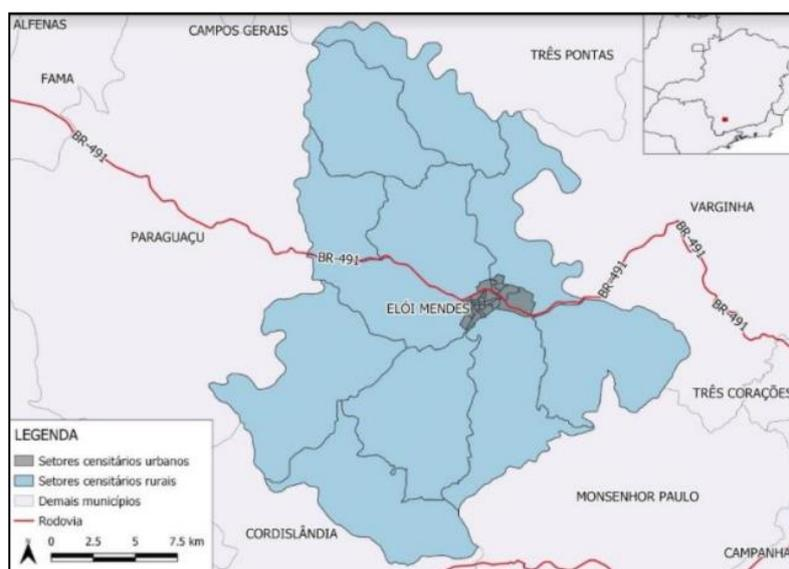 ALFENAS
CAMPOS GERAIS
TRÊS PONTAS
FAMA
BR-491
VARGINHA
PARAGUAÇU
BR-491
BR-491
BR-491
ELÓI MENDES
BR-491
TRÊS CORAÇÕES
LEGENDA
Setores censitários urbanos
Setores censitários rurais
Demais municípios
Rodovia
MONSENHOR PAULO
CORDISLÂNDIA
N
0 2.5 5 7.5 km
CAMPANHA